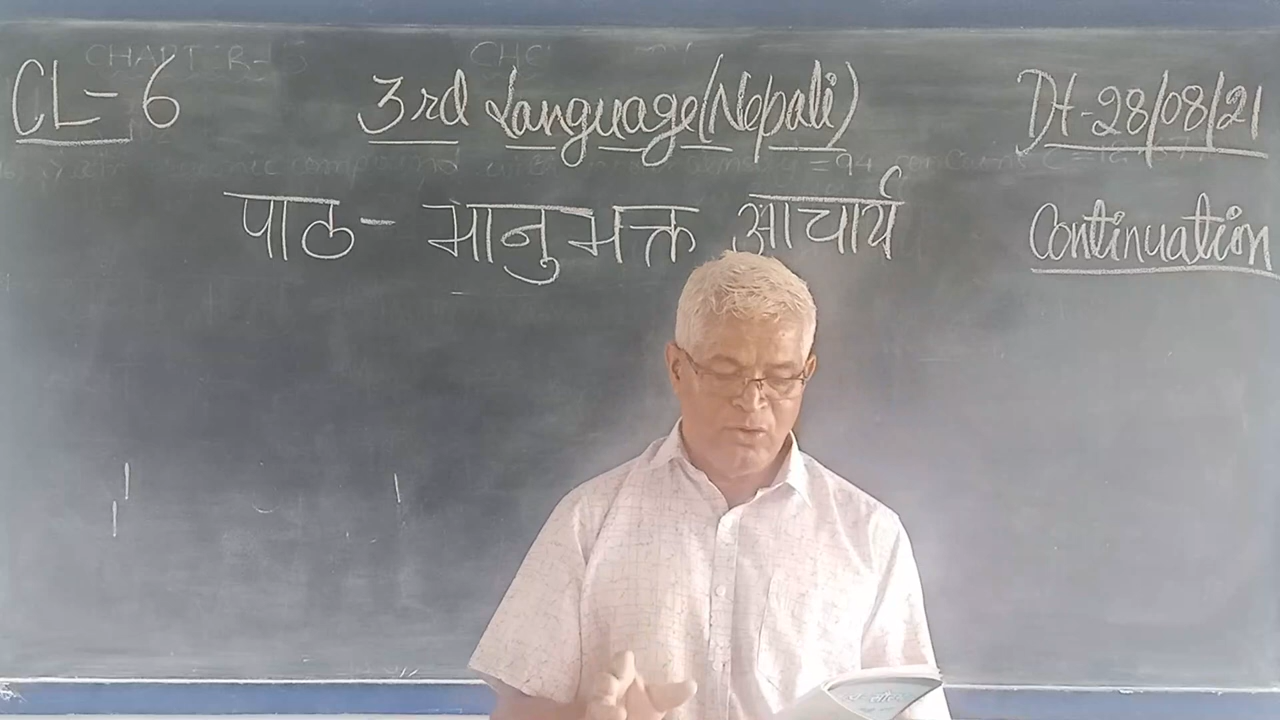 CL-6 3rd Language (Nepali) Dt-28/08/21
पाठ- भानुभक्त आचार्य Continuation